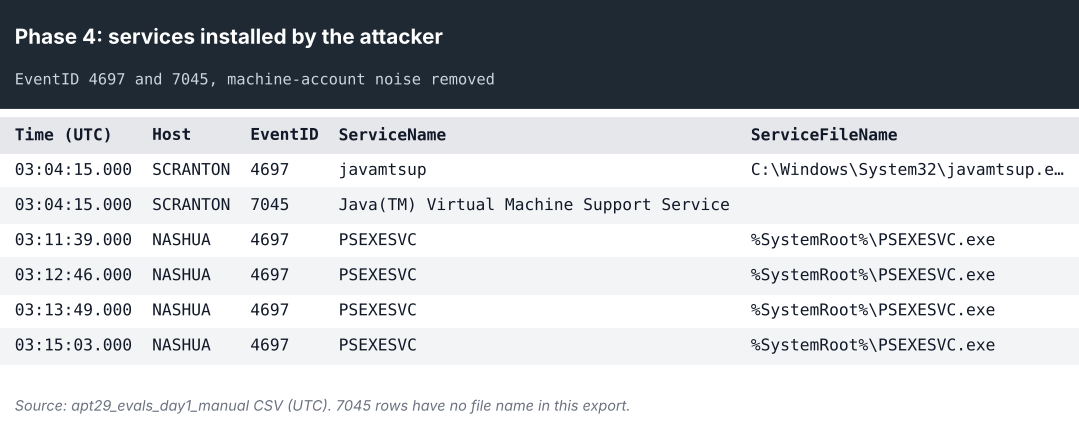 Phase 4: services installed by the attacker
EventID 4697 and 7045, machine-account noise removed
Time (UTC) Host EventID ServiceName ServiceFileName
03:04:15.000 SCRANTON 4697 javamtsup C:\Windows\System32\javamtsup.e…
03:04:15.000 SCRANTON 7045 Java(TM) Virtual Machine Support Service
03:11:39.000 NASHUA 4697 PSEXESVC %SystemRoot%\PSEXESVC.exe
03:12:46.000 NASHUA 4697 PSEXESVC %SystemRoot%\PSEXESVC.exe
03:13:49.000 NASHUA 4697 PSEXESVC %SystemRoot%\PSEXESVC.exe
03:15:03.000 NASHUA 4697 PSEXESVC %SystemRoot%\PSEXESVC.exe
Source: apt29_evals_day1_manual CSV (UTC). 7045 rows have no file name in this export.